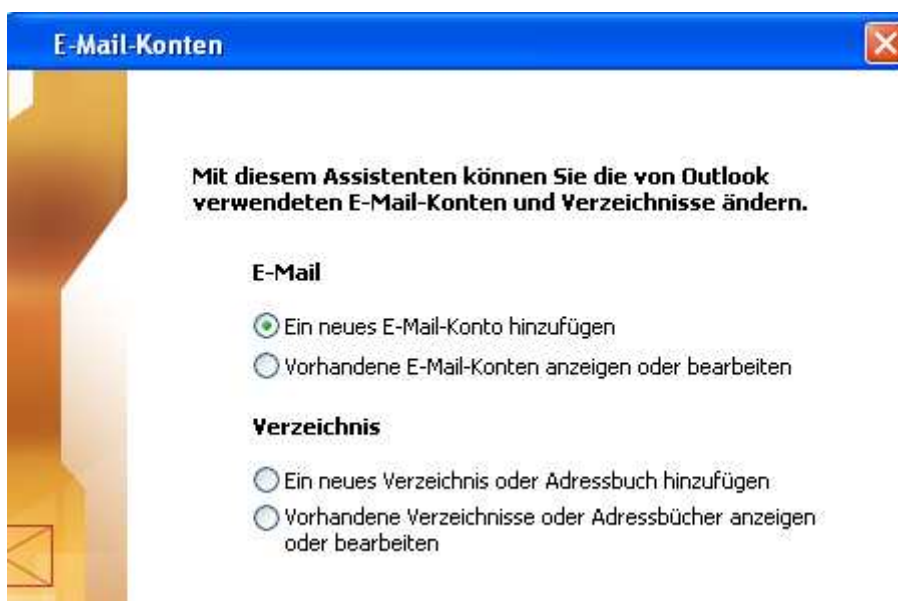 E-Mail-Konten
Mit diesem Assistenten können Sie die von Outlook
verwendeten E-Mail-Konten und Verzeichnisse ändern.
E-Mail
Ein neues E-Mail-Konto hinzufügen
Vorhandene E-Mail-Konten anzeigen oder bearbeiten
Verzeichnis
Ein neues Verzeichnis oder Adressbuch hinzufügen
Vorhandene Verzeichnisse oder Adressbücher anzeigen
oder bearbeiten